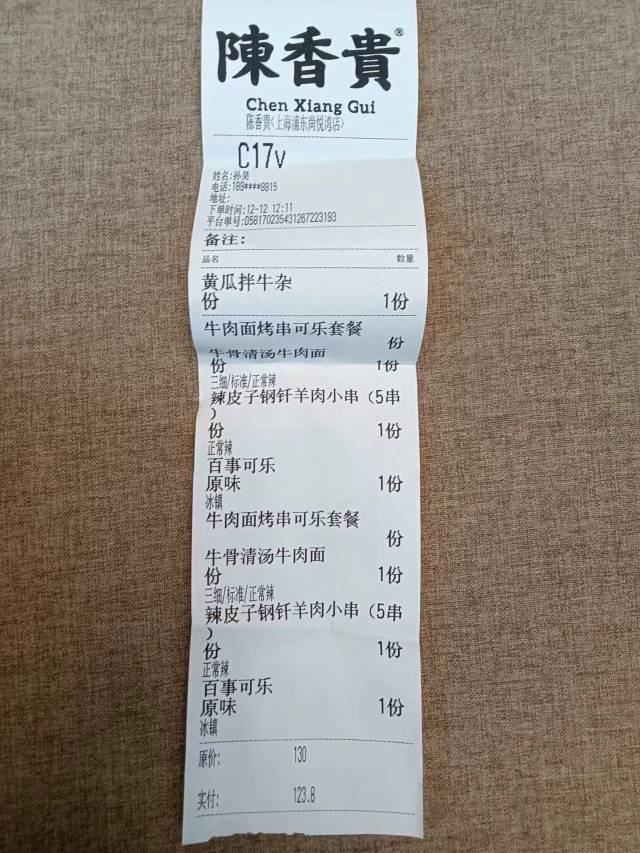 陳香貴®
Chen Xiang Gui
陈香贵<上海浦东尚悦湾店>
C17v
姓名:孙昊
电话:189****8815
地址:
下单时间:12-12 12:11
平台单号:D58170235431267223193
备注:
品名 数量
黄瓜拌牛杂
份 1份
牛肉面烤串可乐套餐
份
牛骨清汤牛肉面
份 1份
三细/标准/正常辣
辣皮子钢钎羊肉小串（5串
）
份 1份
正常辣
百事可乐
原味 1份
冰镇
牛肉面烤串可乐套餐
份
牛骨清汤牛肉面
份 1份
三细/标准/正常辣
辣皮子钢钎羊肉小串（5串
）
份 1份
正常辣
百事可乐
原味 1份
冰镇
原价: 130
实付: 123.8